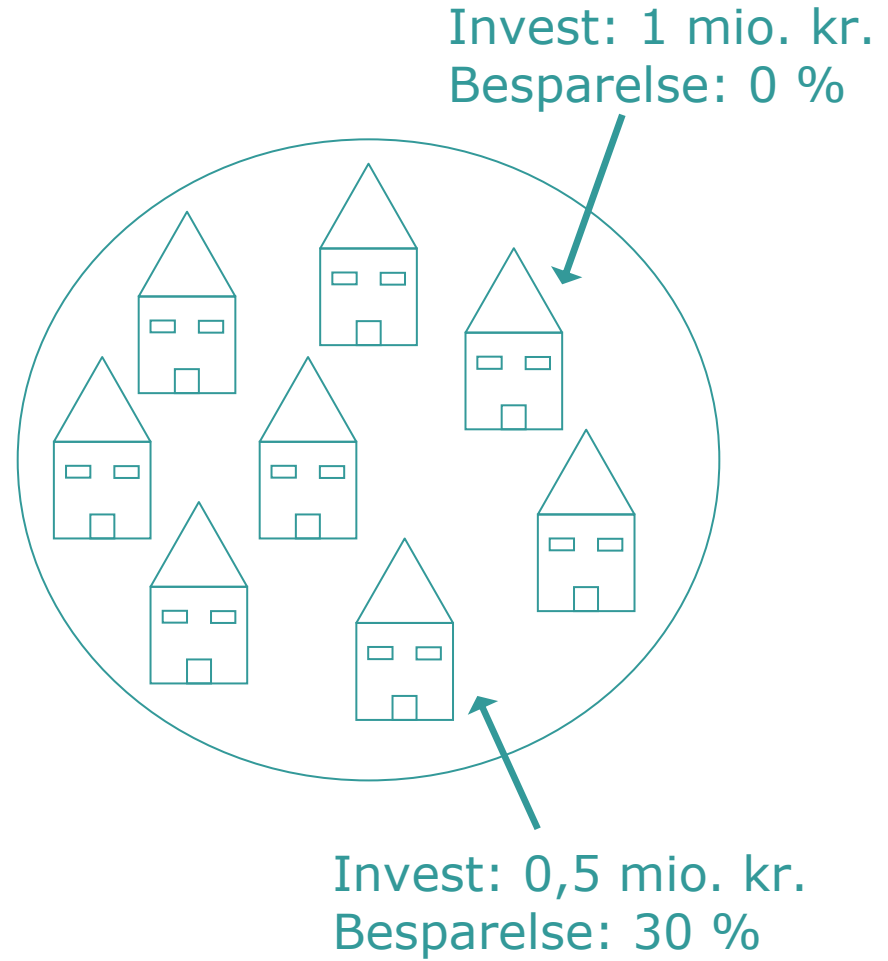 Invest: 1 mio. kr.
Besparelse: 0 %
Invest: 0,5 mio. kr.
Besparelse: 30 %